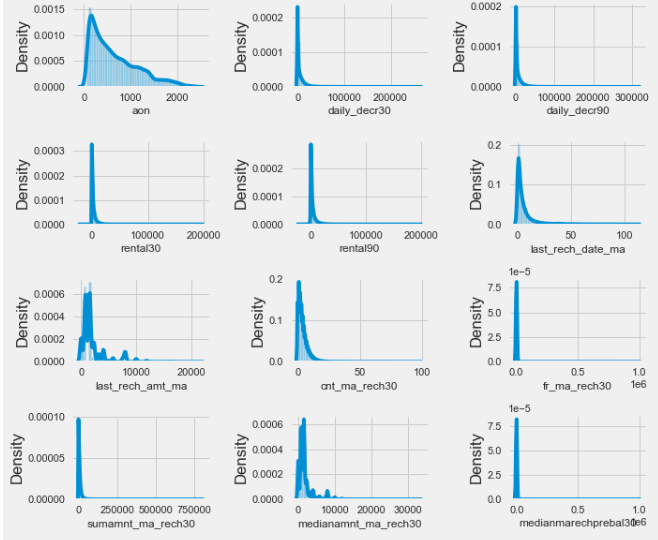 0.0015
0.0010
0.0005
0.0000
Density
0
1000
2000
aon
0.0002
0.0001
0.0000
Density
0
100000
200000
daily_decr30
0.0002
0.0001
0.0000
Density
0
100000
200000
300000
daily_decr90
0.0003
0.0002
0.0001
0.0000
Density
0
100000
200000
rental30
0.0002
0.0001
0.0000
Density
0
100000
200000
rental90
0.2
0.1
0.0
Density
0
50
100
last_rech_date_ma
0.0006
0.0004
0.0002
0.0000
Density
0
10000
20000
last_rech_amt_ma
0.2
0.1
0.0
Density
0
50
100
cnt_ma_rech30
1e-5
7.5
5.0
2.5
0.0
Density
0.0
0.5
1.0
1e6
fr_ma_rech30
0.00010
0.00005
0.00000
Density
0
250000
500000
750000
sumamnt_ma_rech30
0.0006
0.0004
0.0002
0.0000
Density
0
10000
20000
30000
medianamnt_ma_rech30
1e-5
7.5
5.0
2.5
0.0
Density
0.0
0.5
1.0
medianmarechprebal30
1e6